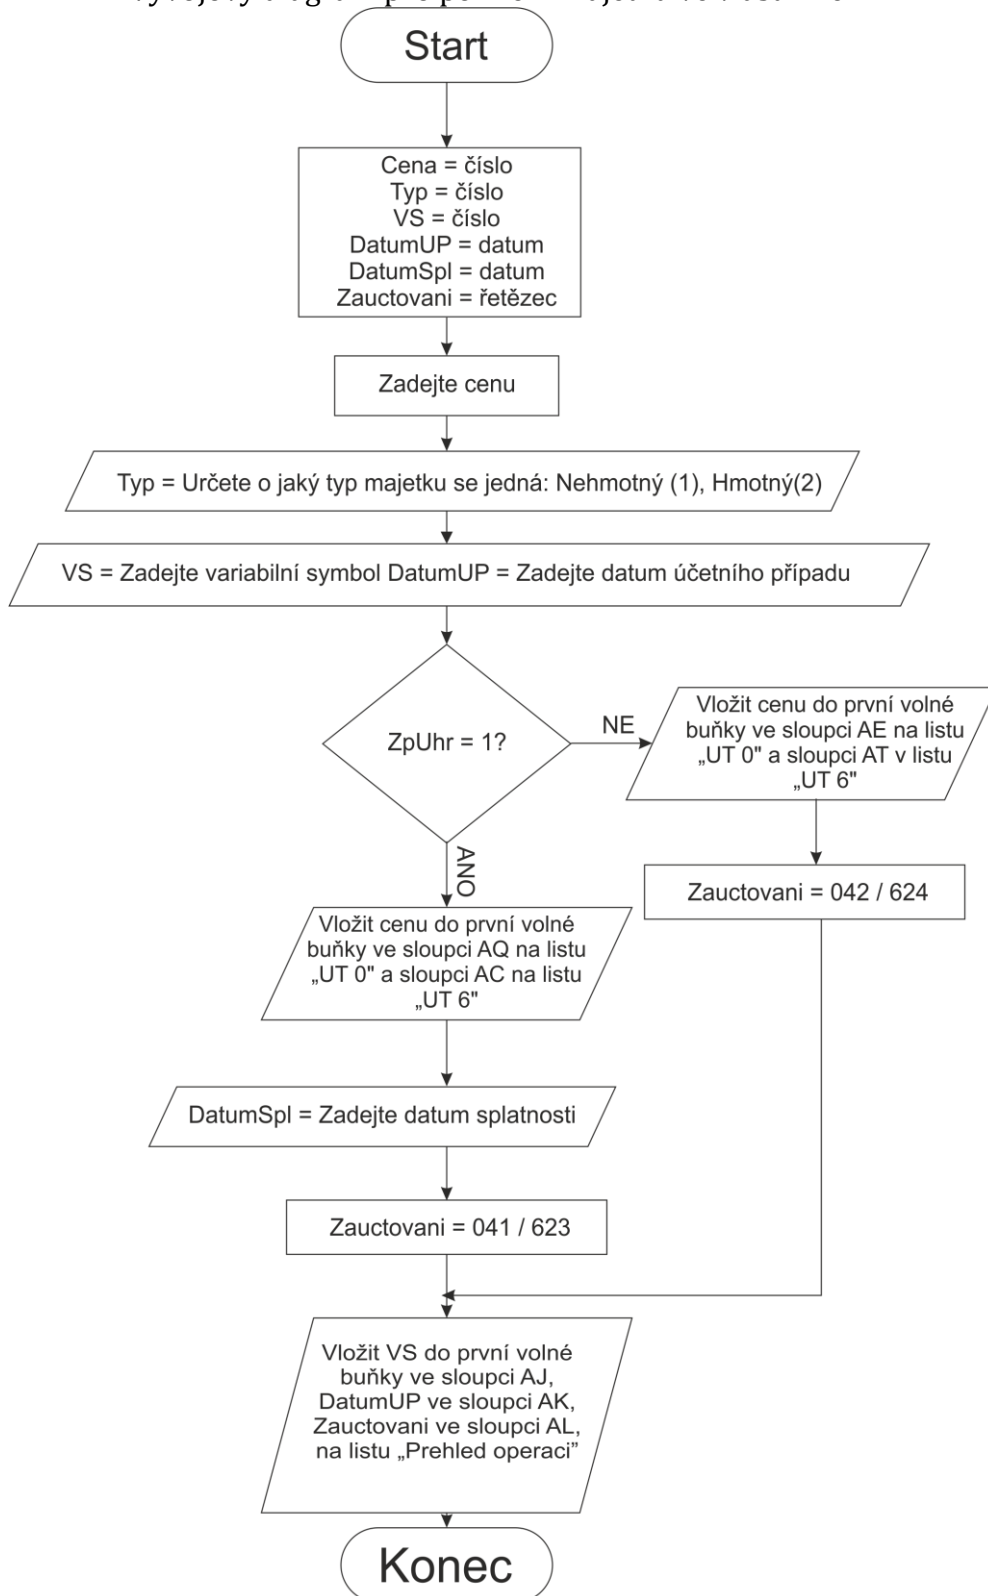 Start
Cena = číslo
Typ = číslo
VS = číslo
DatumUP = datum
DatumSpl = datum
Zauctovani = řetězec
Zadejte cenu
Typ = Určete o jaký typ majetku se jedná: Nehmotný (1), Hmotný(2)
VS = Zadejte variabilní symbol DatumUP = Zadejte datum účetního případu
ZpUhr = 1?
NE
Vložit cenu do první volné
buňky ve sloupci AE na listu
„UT 0" a sloupci AT v listu
„UT 6"
Zauctovani = 042 / 624
ANO
Vložit cenu do první volné
buňky ve sloupci AQ na listu
„UT 0" a sloupci AC na listu
„UT 6"
DatumSpl = Zadejte datum splatnosti
Zauctovani = 041 / 623
Vložit VS do první volné
buňky ve sloupci AJ,
DatumUP ve sloupci AK,
Zauctovani ve sloupci AL,
na listu „Prehled operaci”
Konec